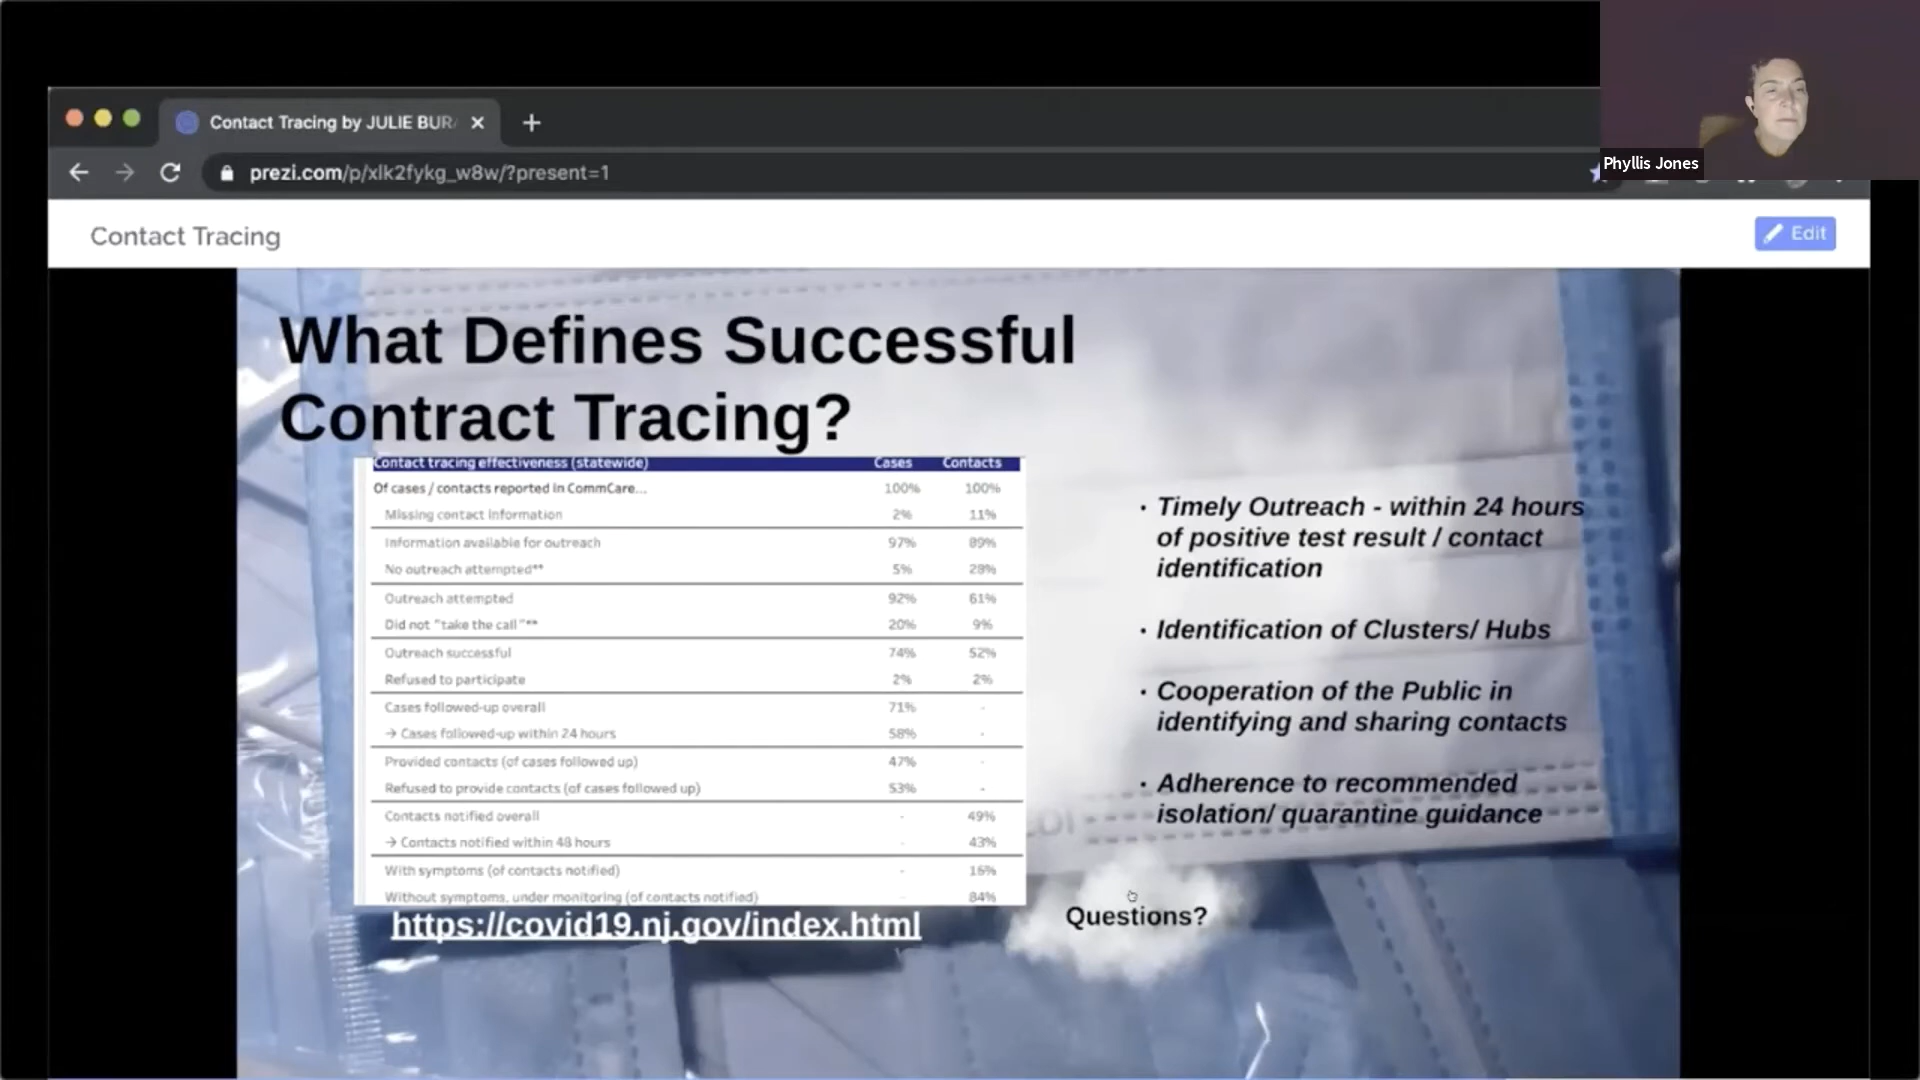 Contact Tracing by JULIE BUR
prezi.com/p/xlk2fykg_w8w/?present=1
Phyllis Jones
Contact Tracing
Edit
What Defines Successful
Contract Tracing?
Contact tracing effectiveness (statewide) Cases Contacts
Of cases / contacts reported in CommCare... 100% 100%
Missing contact information 2% 11%
Information available for outreach 97% 89%
No outreach attempted** 5% 28%
Outreach attempted 92% 61%
Did not "take the call"** 20% 9%
Outreach successful 74% 52%
Refused to participate 2% 2%
Cases followed-up overall 71% -
→ Cases followed-up within 24 hours 58% -
Provided contacts (of cases followed up) 47% -
Refused to provide contacts (of cases followed up) 53% -
Contacts notified overall - 49%
→ Contacts notified within 48 hours - 43%
With symptoms (of contacts notified) - 16%
Without symptoms, under monitoring (of contacts notified) - 84%
https://covid19.nj.gov/index.html
• Timely Outreach - within 24 hours
of positive test result / contact
identification
• Identification of Clusters/ Hubs
• Cooperation of the Public in
identifying and sharing contacts
• Adherence to recommended
isolation/ quarantine guidance
Questions?